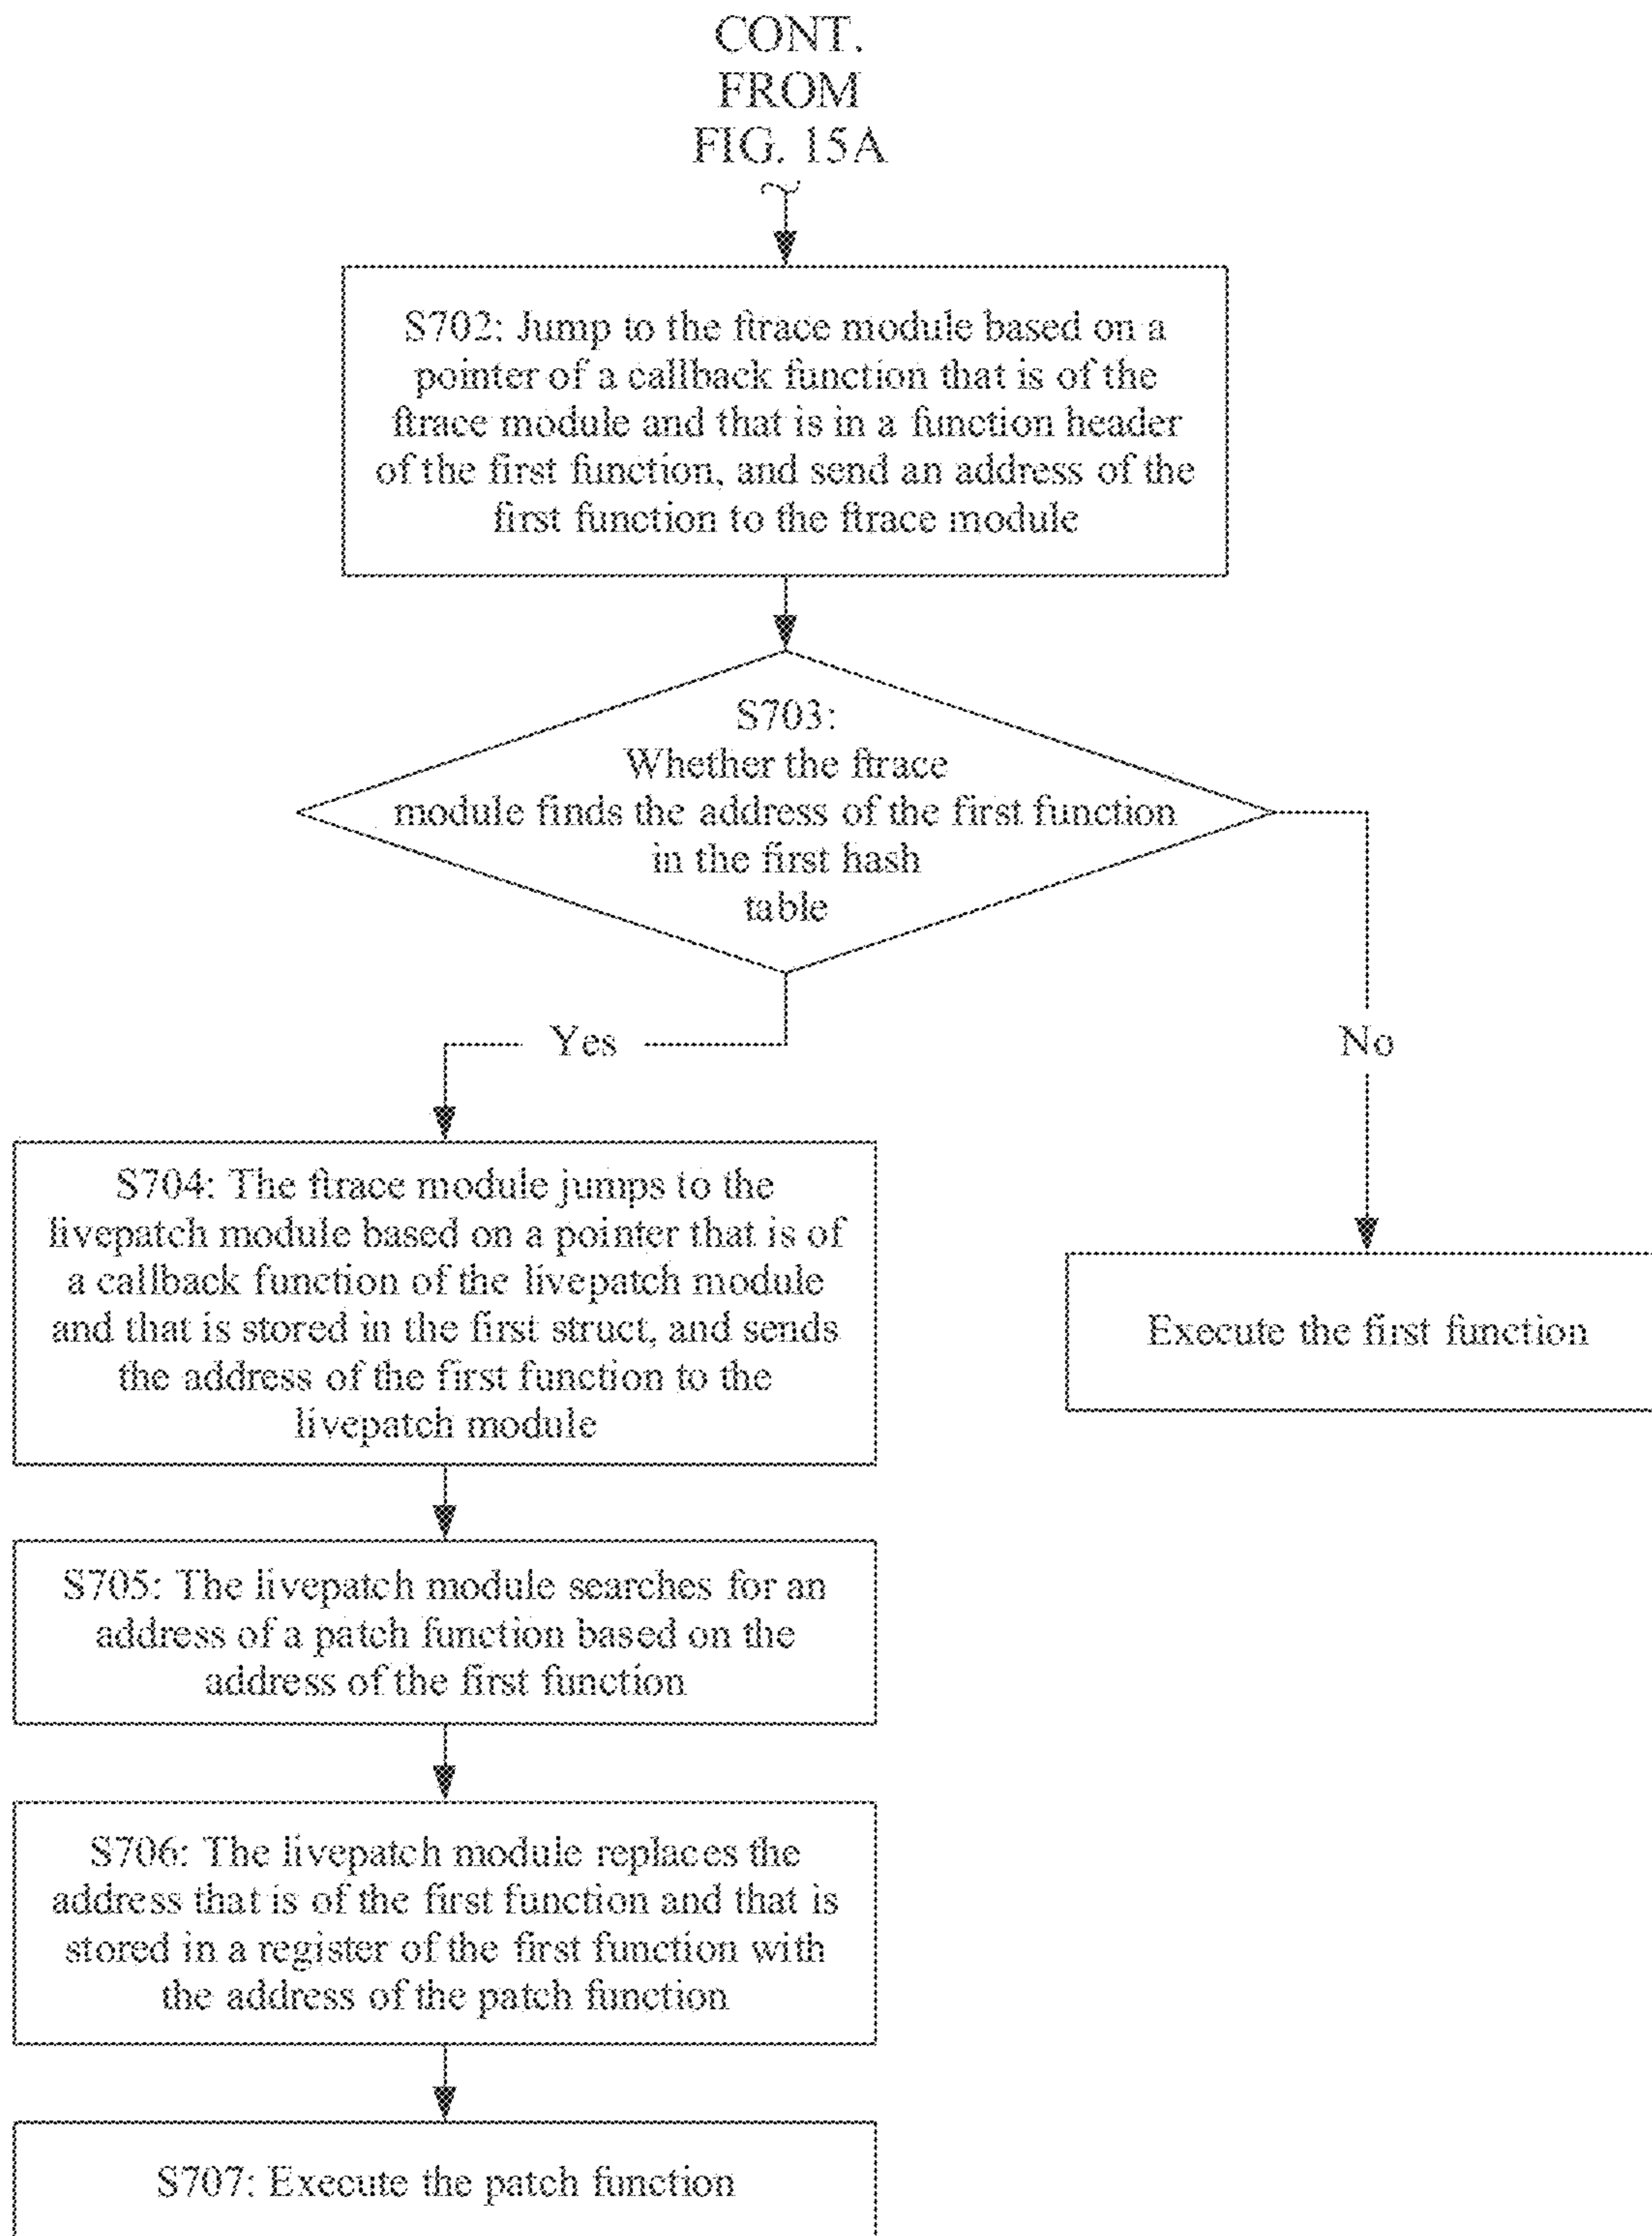 CONT.
FROM
FIG. 15A
S702: Jump to the ftrace module based on a
pointer of a callback function that is of the
ftrace module and that is in a function header
of the first function, and send an address of the
first function to the ftrace module
S703:
Whether the ftrace
module finds the address of the first function
in the first hash
table
Yes
No
S704: The ftrace module jumps to the
livepatch module based on a pointer that is of
a callback function of the livepatch module
and that is stored in the first struct, and sends
the address of the first function to the
livepatch module
Execute the first function
S705: The livepatch module searches for an
address of a patch function based on the
address of the first function
S706: The livepatch module replaces the
address that is of the first function and that is
stored in a register of the first function with
the address of the patch function
S707: Execute the patch function